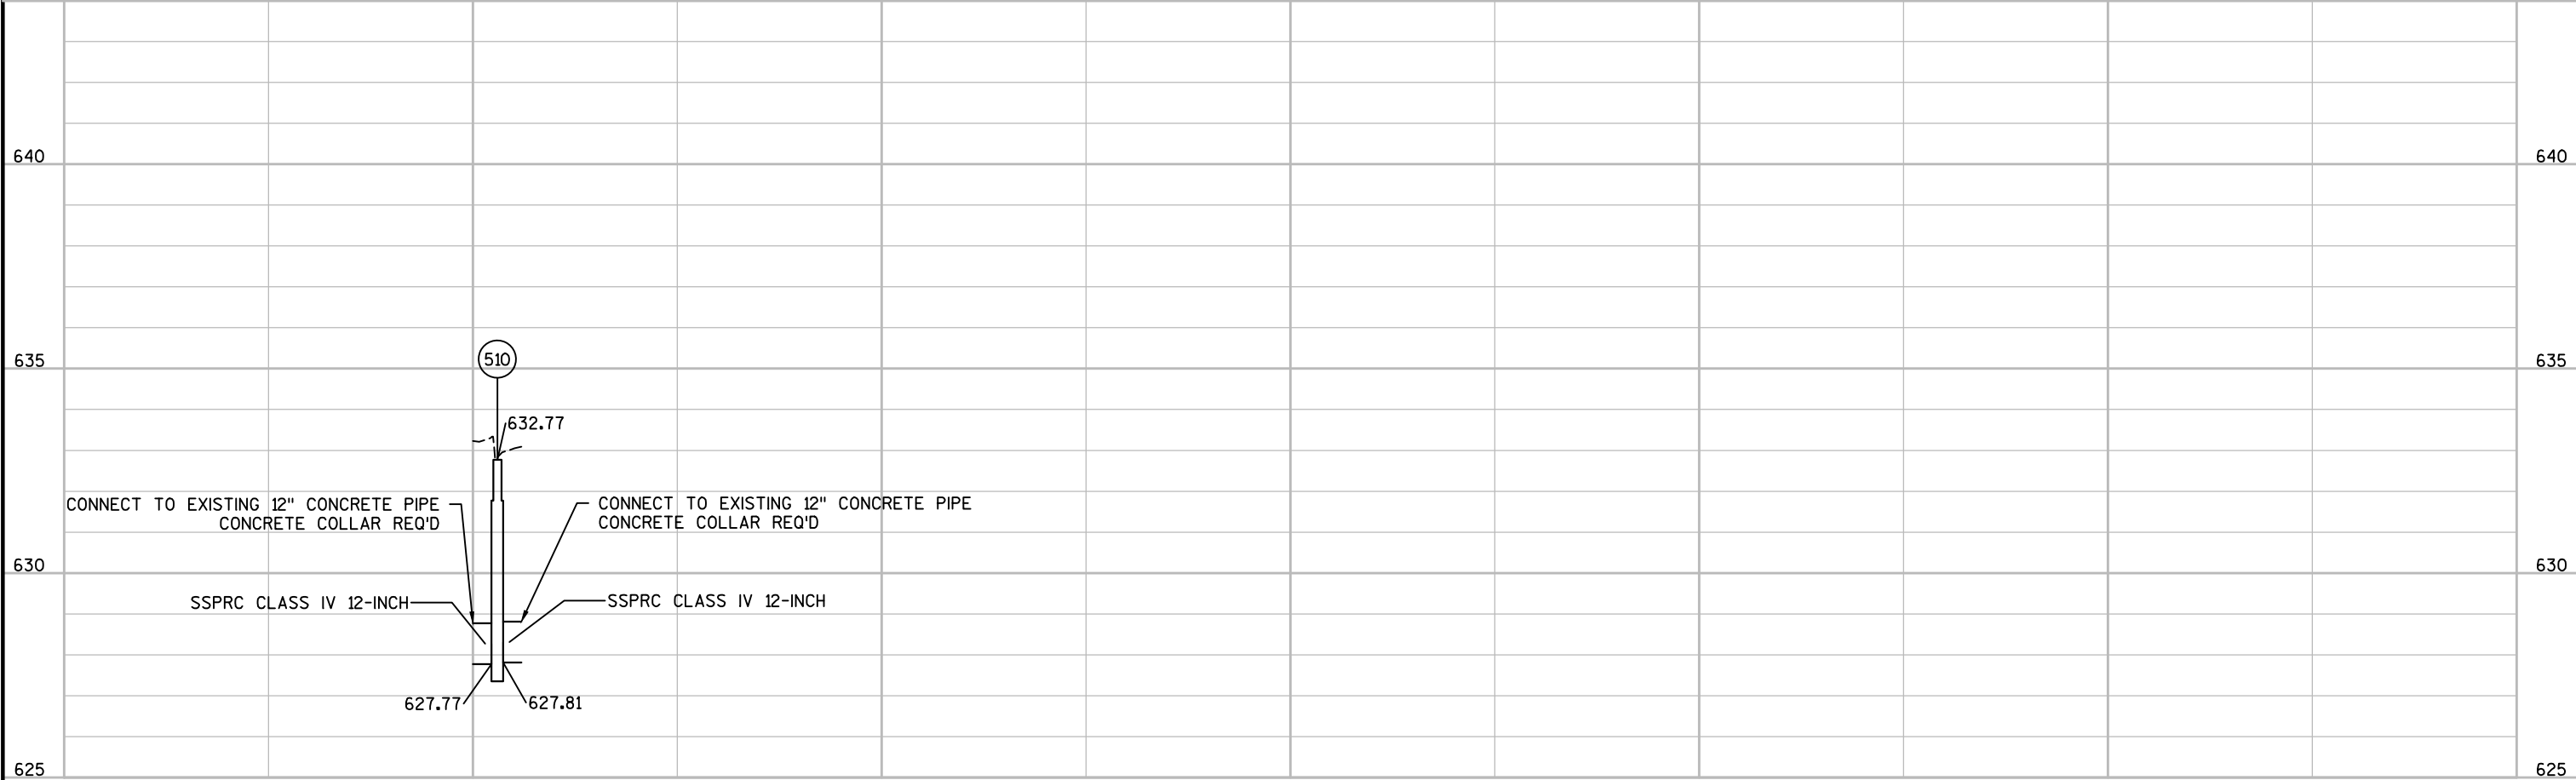 640 640
635 510 635
632.77
CONNECT TO EXISTING 12" CONCRETE PIPE
CONCRETE COLLAR REQ'D
CONNECT TO EXISTING 12" CONCRETE PIPE
CONCRETE COLLAR REQ'D
630 630
SSPRC CLASS IV 12-INCH
SSPRC CLASS IV 12-INCH
627.77 627.81
625 625